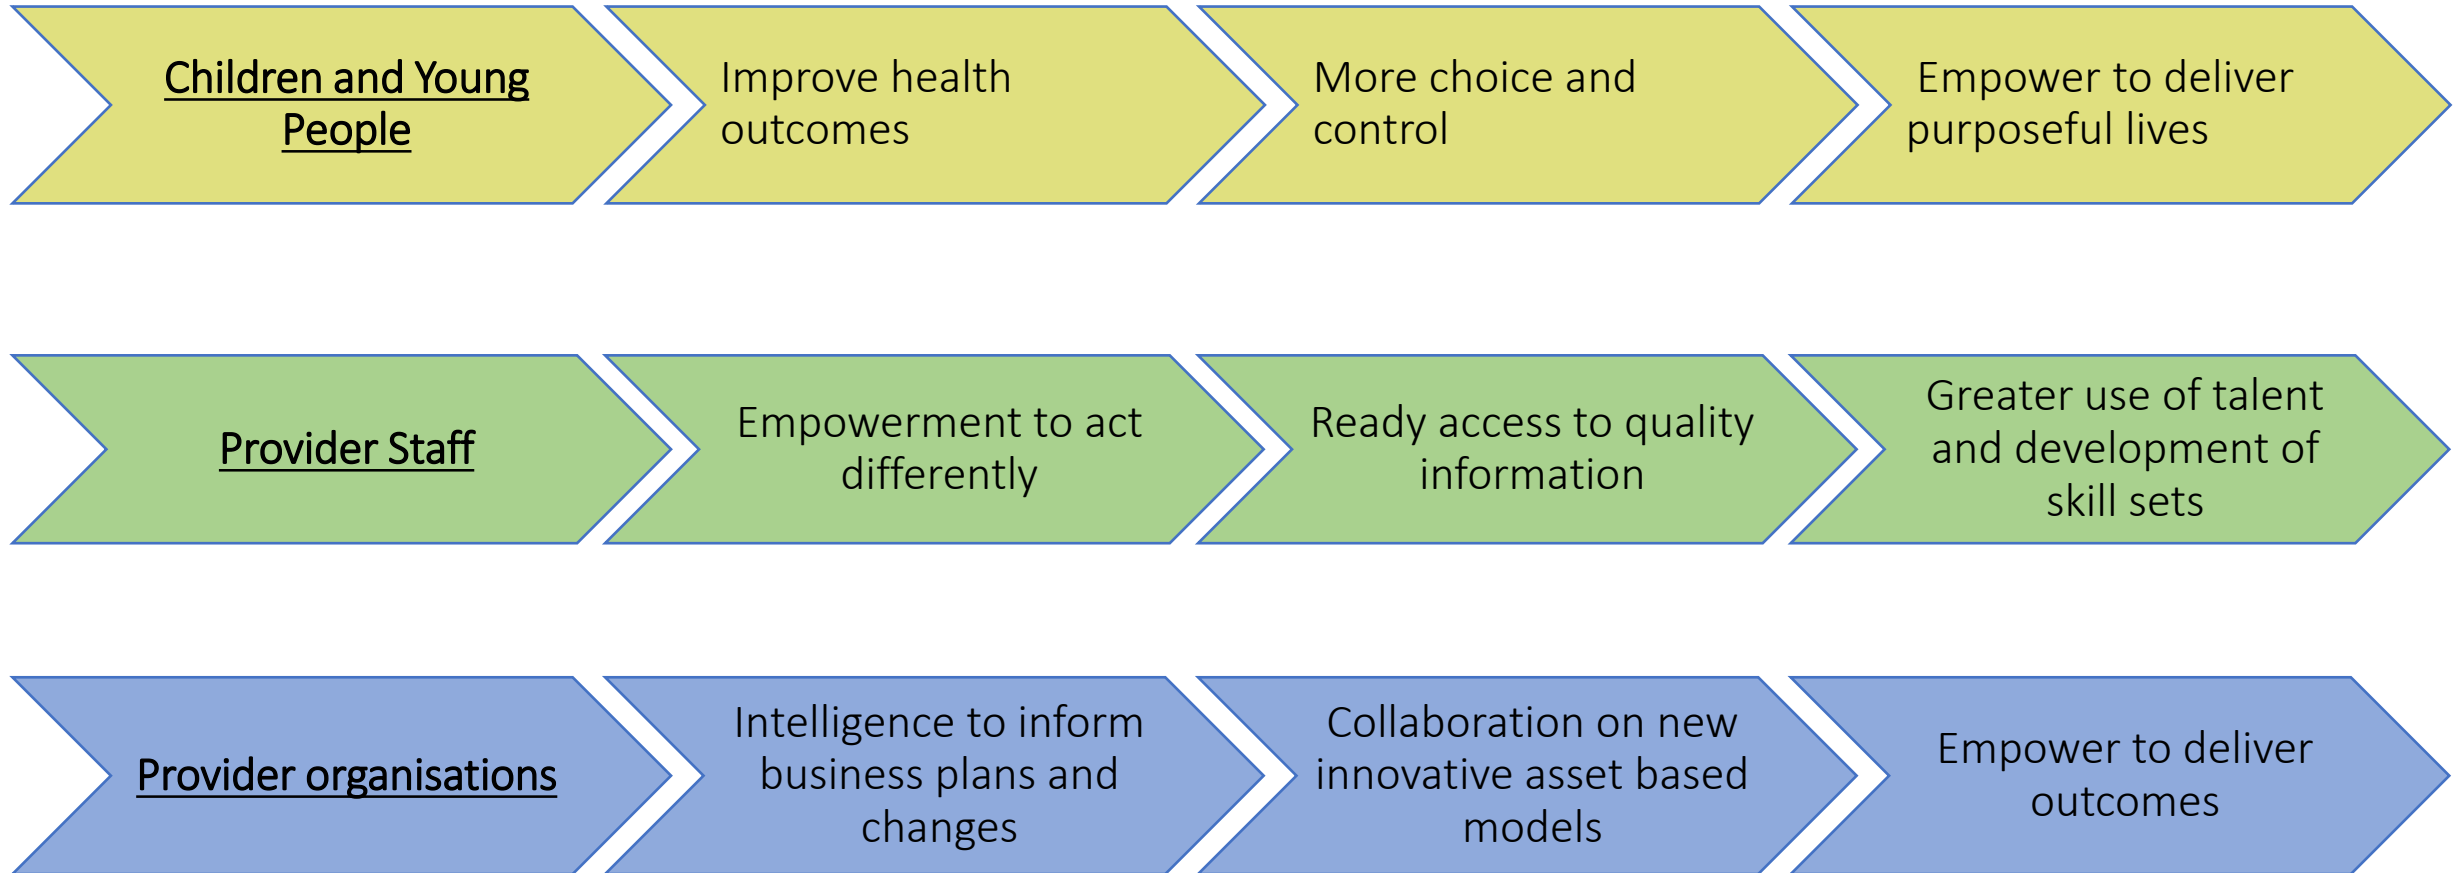 Children and Young
People
Improve health
outcomes
More choice and
control
Empower to deliver
purposeful lives
Provider Staff
Empowerment to act
differently
Ready access to quality
information
Greater use of talent
and development of
skill sets
Provider organisations
Intelligence to inform
business plans and
changes
Collaboration on new
innovative asset based
models
Empower to deliver
outcomes